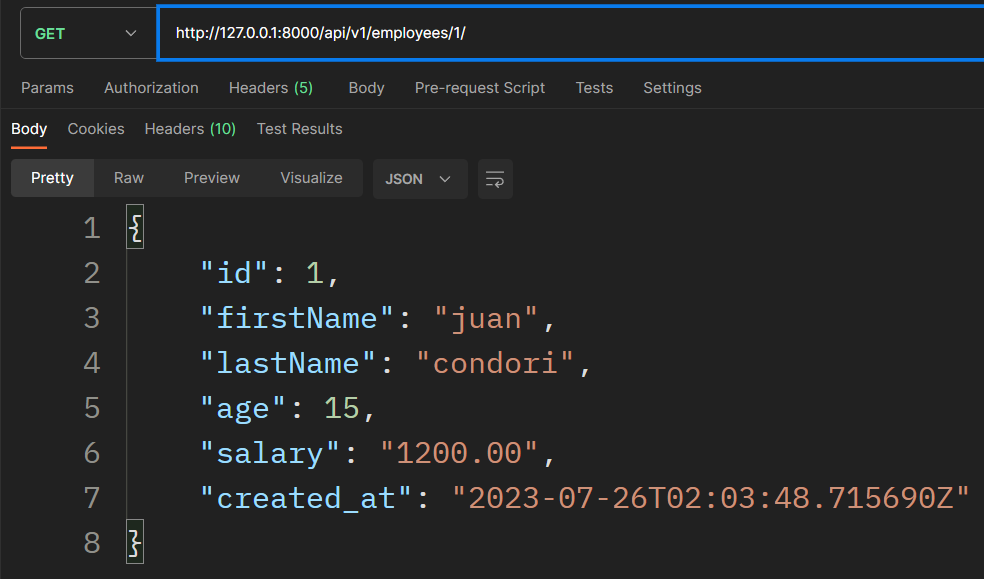 GET http://127.0.0.1:8000/api/v1/employees/1/
Params Authorization Headers (5) Body Pre-request Script Tests Settings
Body Cookies Headers (10) Test Results
Pretty Raw Preview Visualize JSON
1 {
2 "id": 1,
3 "firstName": "juan",
4 "lastName": "condori",
5 "age": 15,
6 "salary": "1200.00",
7 "created_at": "2023-07-26T02:03:48.715690Z"
8 }